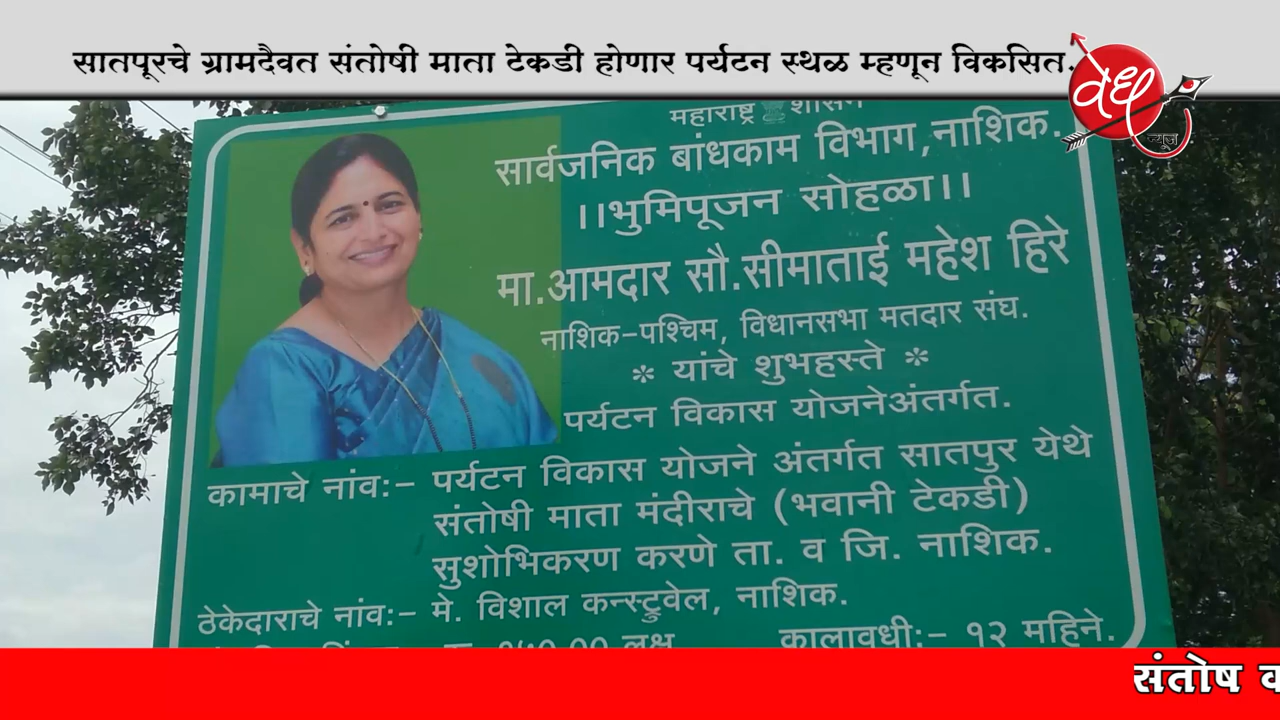 सातपूरचे ग्रामदैवत संतोषी माता टेकडी होणार पर्यटन स्थळ म्हणून विकसित.
वेध
न्यूज
महाराष्ट्र शासन
सार्वजनिक बांधकाम विभाग,नाशिक.
।।भुमिपूजन सोहळा।।
मा.आमदार सौ.सीमाताई महेश हिरे
नाशिक-पश्चिम, विधानसभा मतदार संघ.
* यांचे शुभहस्ते *
पर्यटन विकास योजनेअंतर्गत.
कामाचे नांव:- पर्यटन विकास योजने अंतर्गत सातपुर येथे
संतोषी माता मंदीराचे (भवानी टेकडी)
सुशोभिकरण करणे ता. व जि. नाशिक.
ठेकेदाराचे नांव:- मे. विशाल कन्स्ट्रुवेल, नाशिक.
लक्ष कालावधी:- १२ महिने.
संतोष